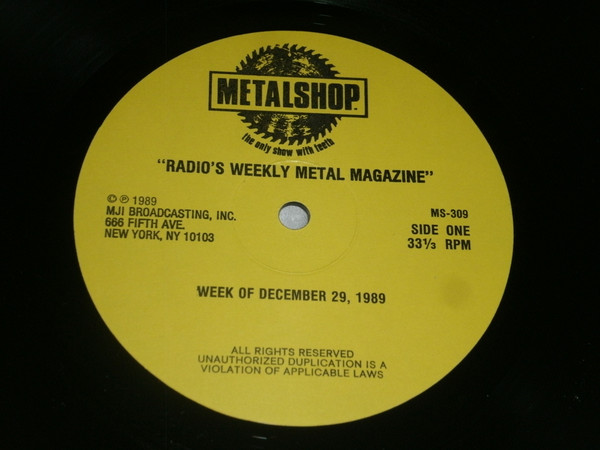 METALSHOP.
the only show with teeth
"RADIO'S WEEKLY METAL MAGAZINE"
© ℗ 1989
MJI BROADCASTING, INC.
666 FIFTH AVE.
NEW YORK, NY 10103
MS-309
SIDE ONE
33⅓ RPM
WEEK OF DECEMBER 29, 1989
ALL RIGHTS RESERVED
UNAUTHORIZED DUPLICATION IS A
VIOLATION OF APPLICABLE LAWS